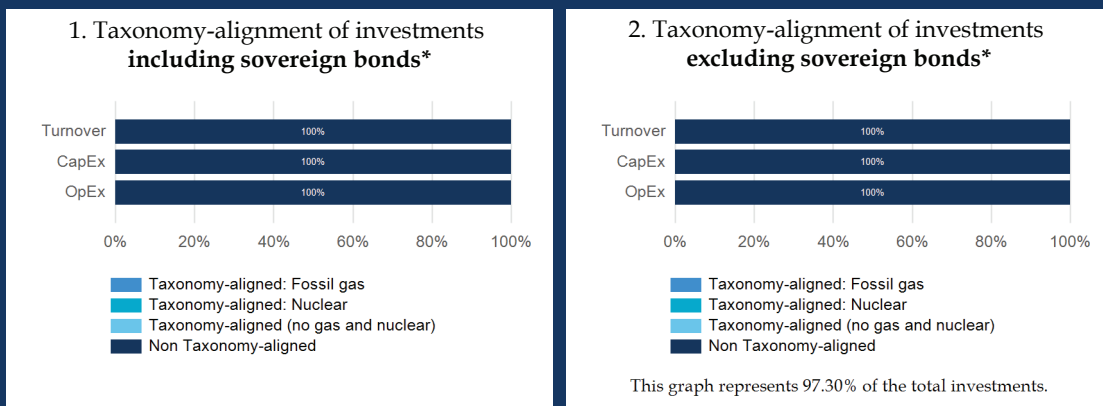 1. Taxonomy-alignment of investments
including sovereign bonds*
Turnover 100%
CapEx 100%
OpEx 100%
0% 20% 40% 60% 80% 100%
Taxonomy-aligned: Fossil gas
Taxonomy-aligned: Nuclear
Taxonomy-aligned (no gas and nuclear)
Non Taxonomy-aligned
2. Taxonomy-alignment of investments
excluding sovereign bonds*
Turnover 100%
CapEx 100%
OpEx 100%
0% 20% 40% 60% 80% 100%
Taxonomy-aligned: Fossil gas
Taxonomy-aligned: Nuclear
Taxonomy-aligned (no gas and nuclear)
Non Taxonomy-aligned
This graph represents 97.30% of the total investments.